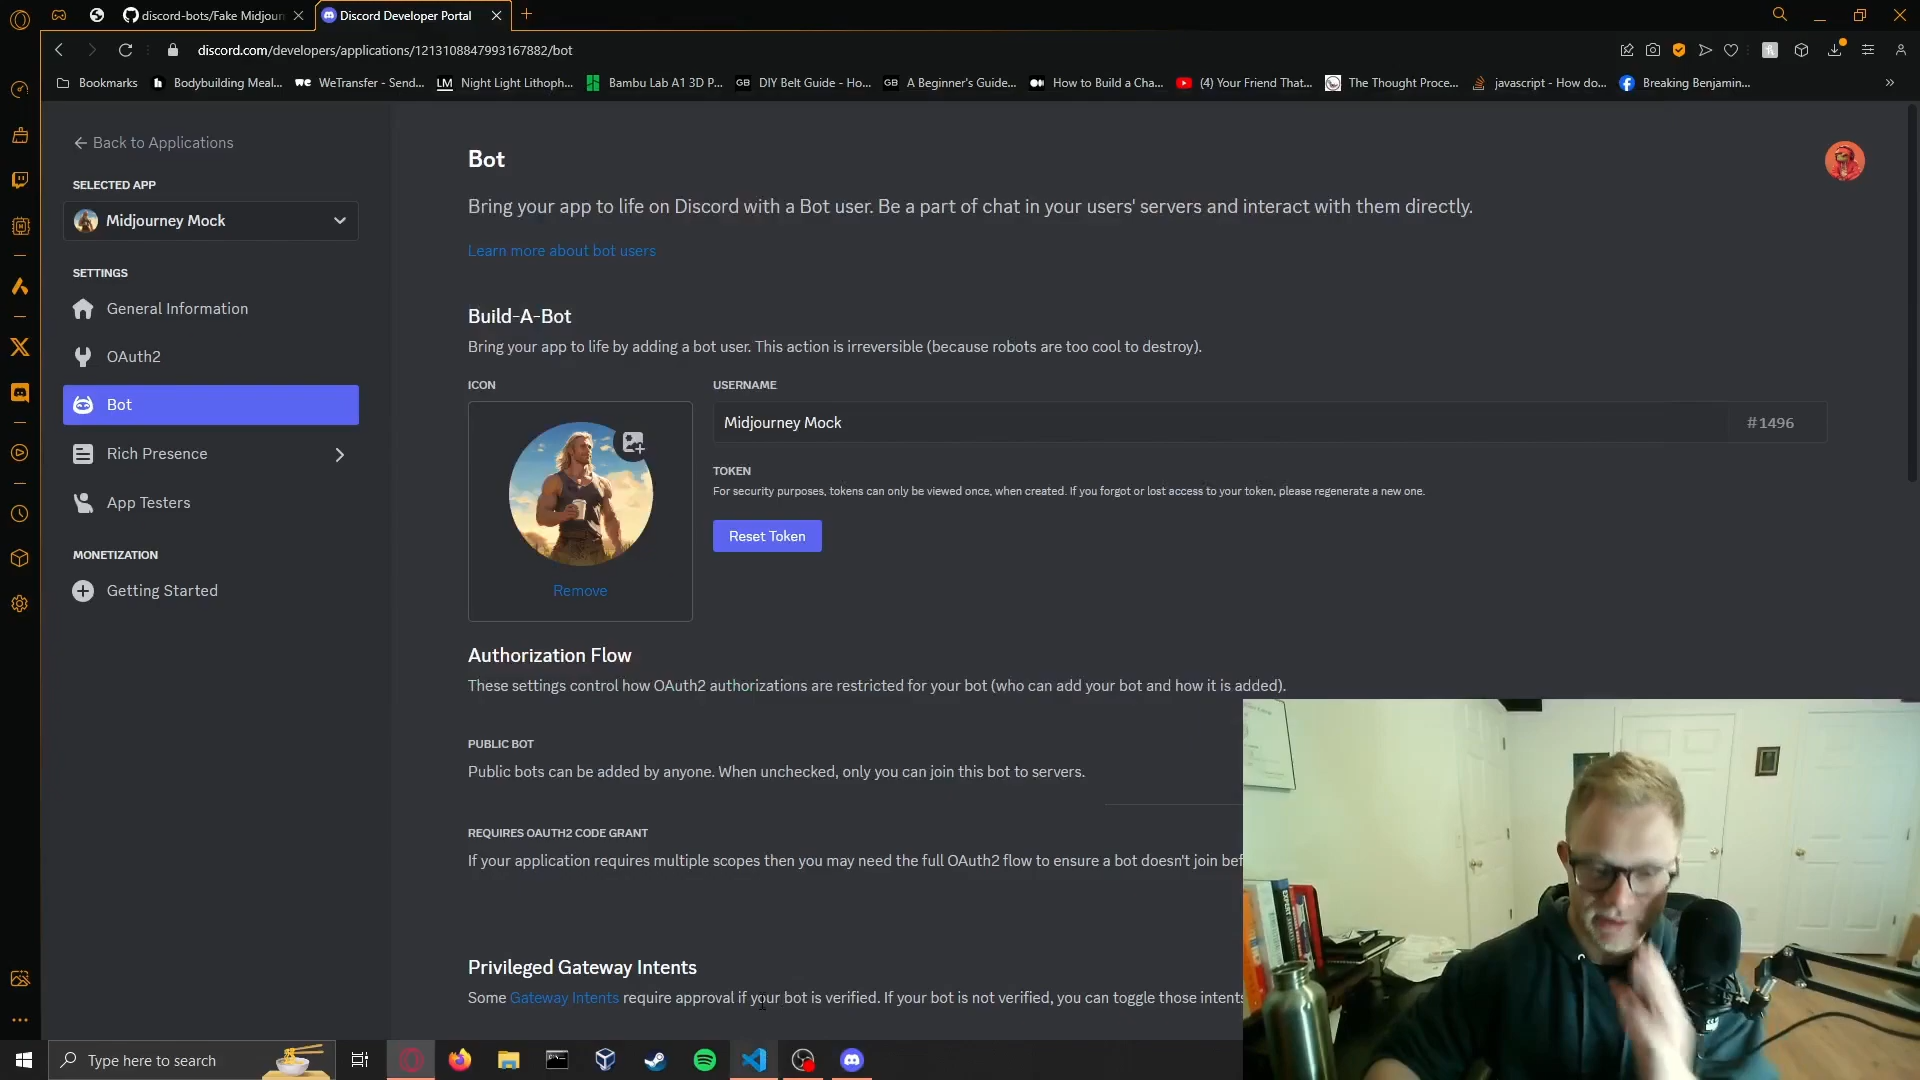 discord-bots/Fake Midjour
Discord Developer Portal
discord.com/developers/applications/1213108847993167882/bot
Bookmarks
Bodybuilding Meal...
WeTransfer - Send...
Night Light Lithoph...
Bambu Lab A1 3D P...
DIY Belt Guide - Ho...
A Beginner's Guide...
How to Build a Cha...
(4) Your Friend That...
The Thought Proce...
javascript - How do...
Breaking Benjamin...
Back to Applications
SELECTED APP
Midjourney Mock
SETTINGS
General Information
OAuth2
Bot
Rich Presence
App Testers
MONETIZATION
Getting Started
Bot
Bring your app to life on Discord with a Bot user. Be a part of chat in your users' servers and interact with them directly.
Learn more about bot users
Build-A-Bot
Bring your app to life by adding a bot user. This action is irreversible (because robots are too cool to destroy).
ICON
Remove
USERNAME
Midjourney Mock
#1496
TOKEN
For security purposes, tokens can only be viewed once, when created. If you forgot or lost access to your token, please regenerate a new one.
Reset Token
Authorization Flow
These settings control how OAuth2 authorizations are restricted for your bot (who can add your bot and how it is added).
PUBLIC BOT
Public bots can be added by anyone. When unchecked, only you can join this bot to servers.
REQUIRES OAUTH2 CODE GRANT
If your application requires multiple scopes then you may need the full OAuth2 flow to ensure a bot doesn't join bef
Privileged Gateway Intents
Some Gateway Intents require approval if your bot is verified. If your bot is not verified, you can toggle those intents
Type here to search